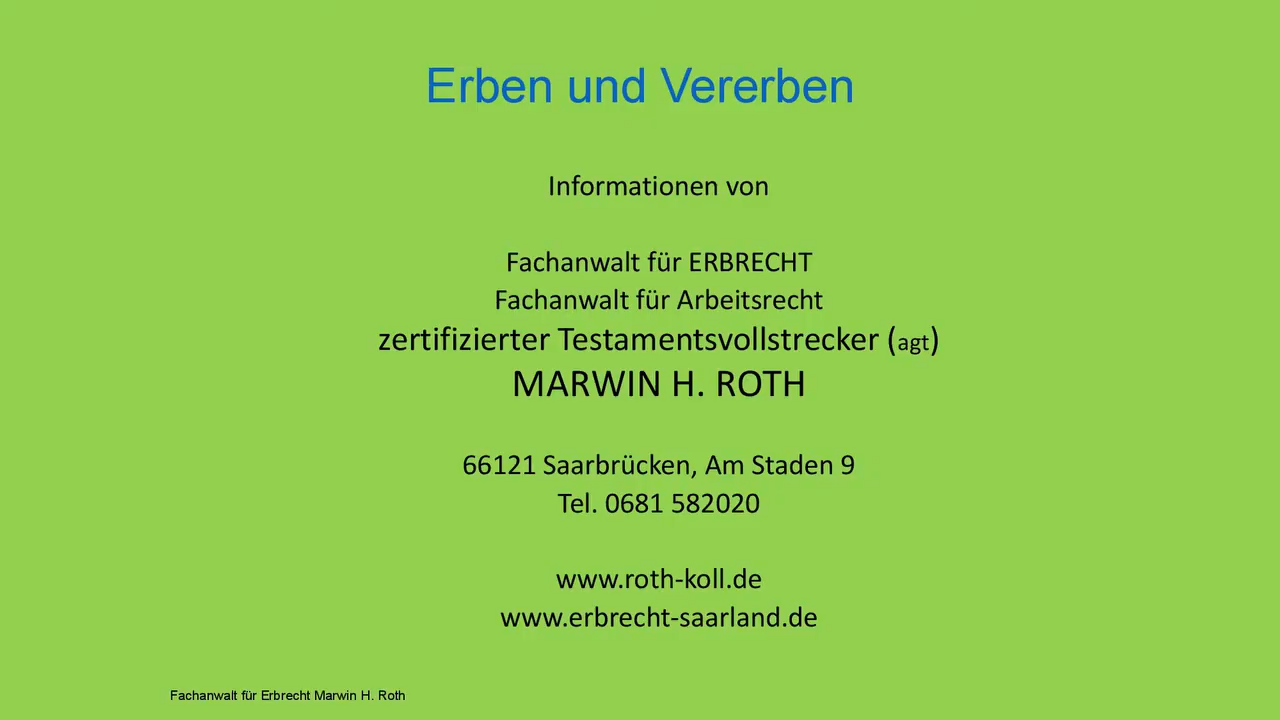 Erben und Vererben
Informationen von
Fachanwalt für ERBRECHT
Fachanwalt für Arbeitsrecht
zertifizierter Testamentsvollstrecker (agt)
MARWIN H. ROTH
66121 Saarbrücken, Am Staden 9
Tel. 0681 582020
www.roth-koll.de
www.erbrecht-saarland.de
Fachanwalt für Erbrecht Marwin H. Roth